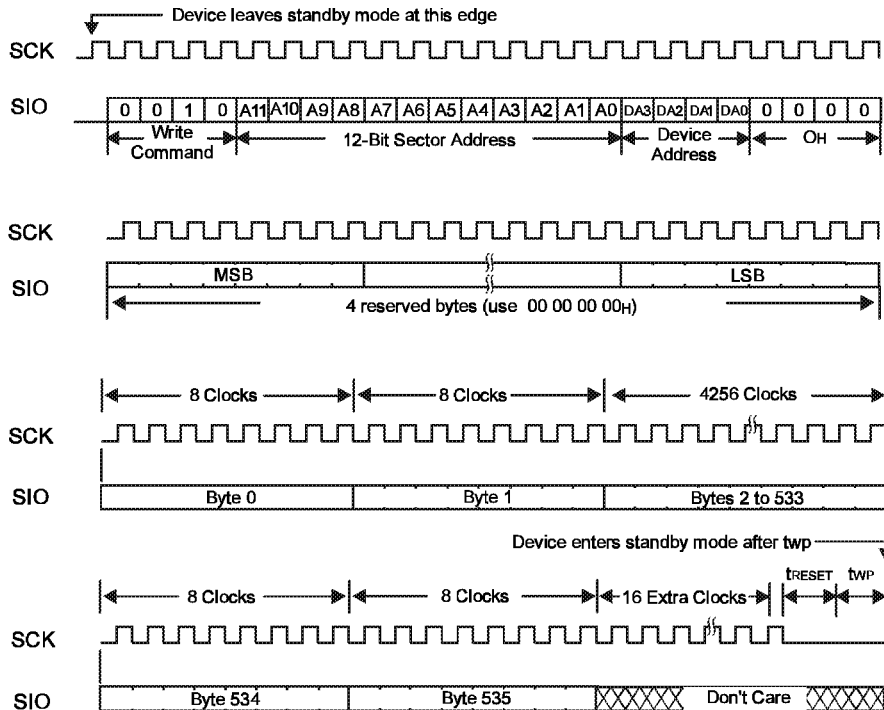 Device leaves standby mode at this edge
SCK
SIO 0 0 1 0 A11 A10 A9 A8 A7 A6 A5 A4 A3 A2 A1 A0 DA3 DA2 DA1 DA0 0 0 0 0
Write Command 12-Bit Sector Address Device Address OH
SCK
SIO MSB LSB
4 reserved bytes (use 00 00 00 00H)
8 Clocks 8 Clocks 4256 Clocks
SCK
SIO Byte 0 Byte 1 Bytes 2 to 533
Device enters standby mode after twp
8 Clocks 8 Clocks 16 Extra Clocks tRESET twp
SCK
SIO Byte 534 Byte 535 Don't Care